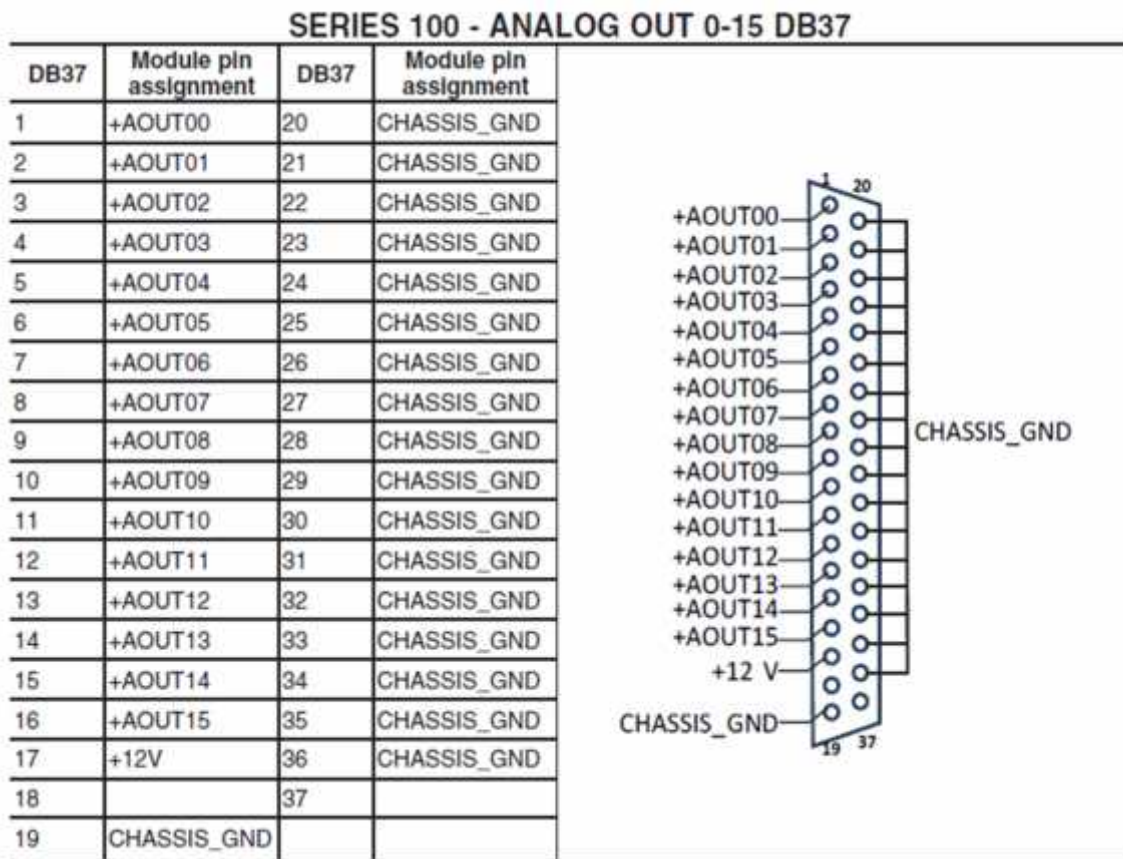 SERIES 100 - ANALOG OUT 0-15 DB37
DB37 Module pin assignment DB37 Module pin assignment
1 +AOUT00 20 CHASSIS_GND
2 +AOUT01 21 CHASSIS_GND
3 +AOUT02 22 CHASSIS_GND
4 +AOUT03 23 CHASSIS_GND
5 +AOUT04 24 CHASSIS_GND
6 +AOUT05 25 CHASSIS_GND
7 +AOUT06 26 CHASSIS_GND
8 +AOUT07 27 CHASSIS_GND
9 +AOUT08 28 CHASSIS_GND
10 +AOUT09 29 CHASSIS_GND
11 +AOUT10 30 CHASSIS_GND
12 +AOUT11 31 CHASSIS_GND
13 +AOUT12 32 CHASSIS_GND
14 +AOUT13 33 CHASSIS_GND
15 +AOUT14 34 CHASSIS_GND
16 +AOUT15 35 CHASSIS_GND
17 +12V 36 CHASSIS_GND
18 37
19 CHASSIS_GND
1 20
+AOUT00
+AOUT01
+AOUT02
+AOUT03
+AOUT04
+AOUT05
+AOUT06
+AOUT07
+AOUT08
+AOUT09
+AOUT10
+AOUT11
+AOUT12
+AOUT13
+AOUT14
+AOUT15
+12 V
CHASSIS_GND
CHASSIS_GND
19 37